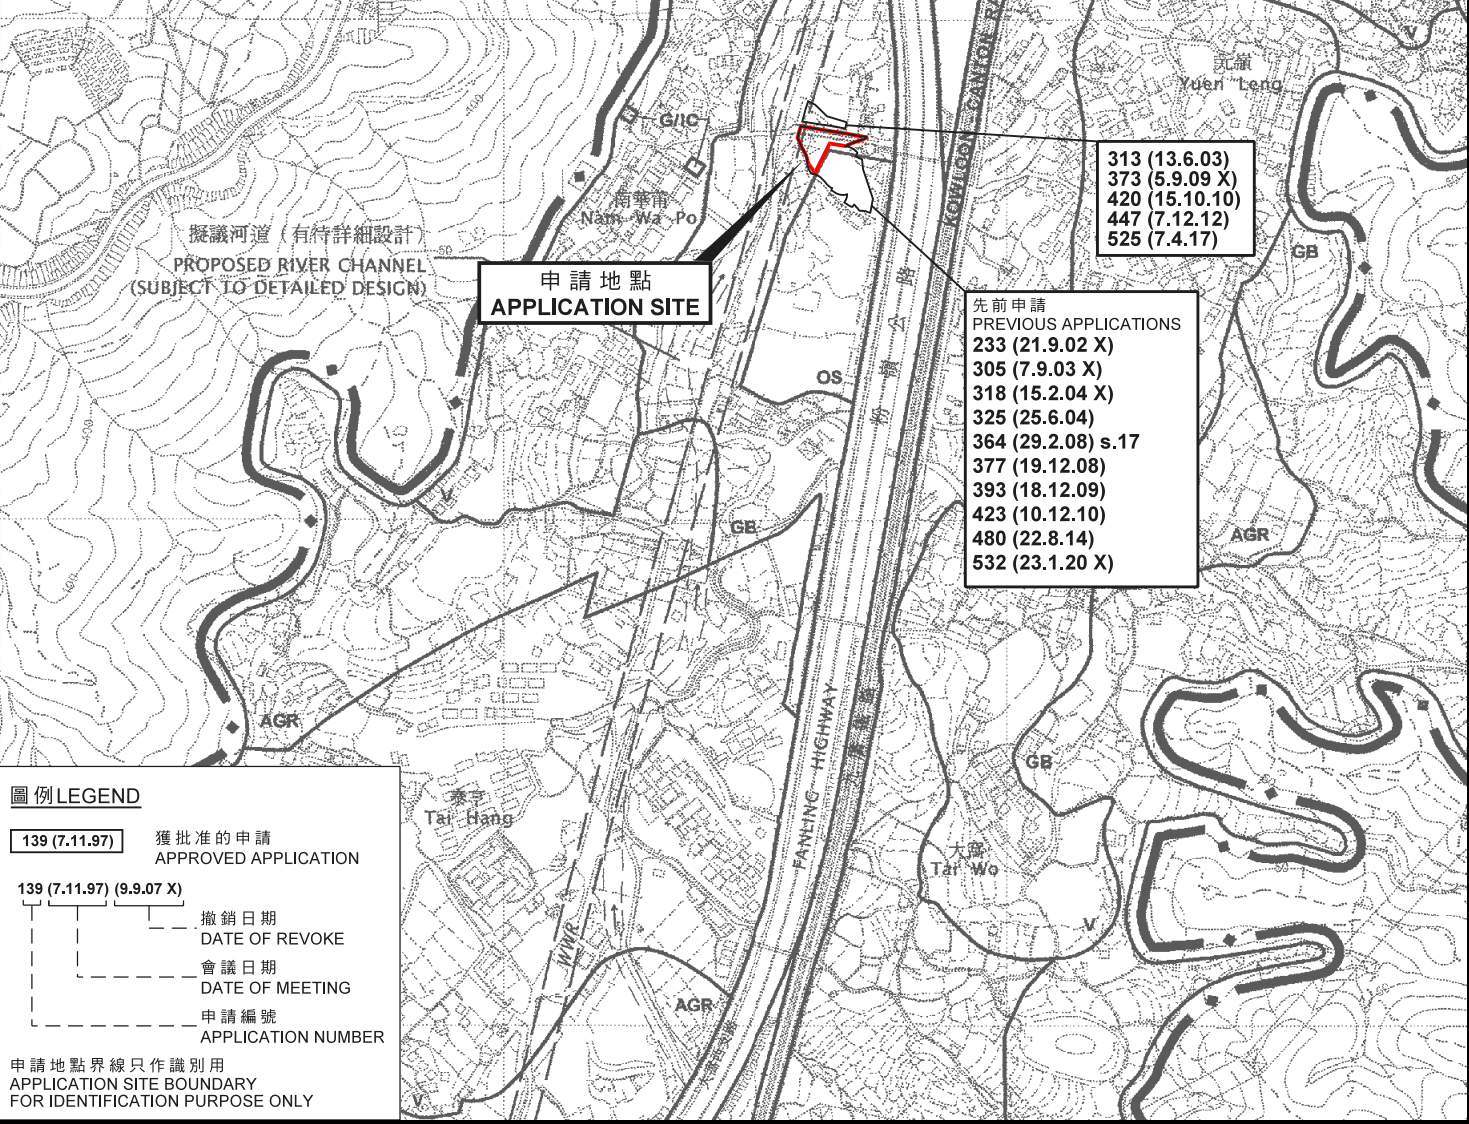 元嶺
Yuen Leng
G/IC
KOWLOON-CANTON RA
313 (13.6.03)
373 (5.9.09 X)
420 (15.10.10)
447 (7.12.12)
525 (7.4.17)
南華莆
Nam Wa Po
擬議河道 (有待詳細設計)
PROPOSED RIVER CHANNEL
(SUBJECT TO DETAILED DESIGN)
50
GB
申請地點
APPLICATION SITE
先前申請
PREVIOUS APPLICATIONS
233 (21.9.02 X)
305 (7.9.03 X)
318 (15.2.04 X)
325 (25.6.04)
364 (29.2.08) s.17
377 (19.12.08)
393 (18.12.09)
423 (10.12.10)
480 (22.8.14)
532 (23.1.20 X)
粉嶺公路
OS
V
V
GB
AGR
AGR
FANLING HIGHWAY
GB
泰亨
Tai Hang
大窩
Tai Wo
V
WWR
AGR
V
圖例 LEGEND
139 (7.11.97)
獲批准的申請
APPROVED APPLICATION
139 (7.11.97) (9.9.07 X)
撤銷日期
DATE OF REVOKE
會議日期
DATE OF MEETING
申請編號
APPLICATION NUMBER
申請地點界線只作識別用
APPLICATION SITE BOUNDARY
FOR IDENTIFICATION PURPOSE ONLY